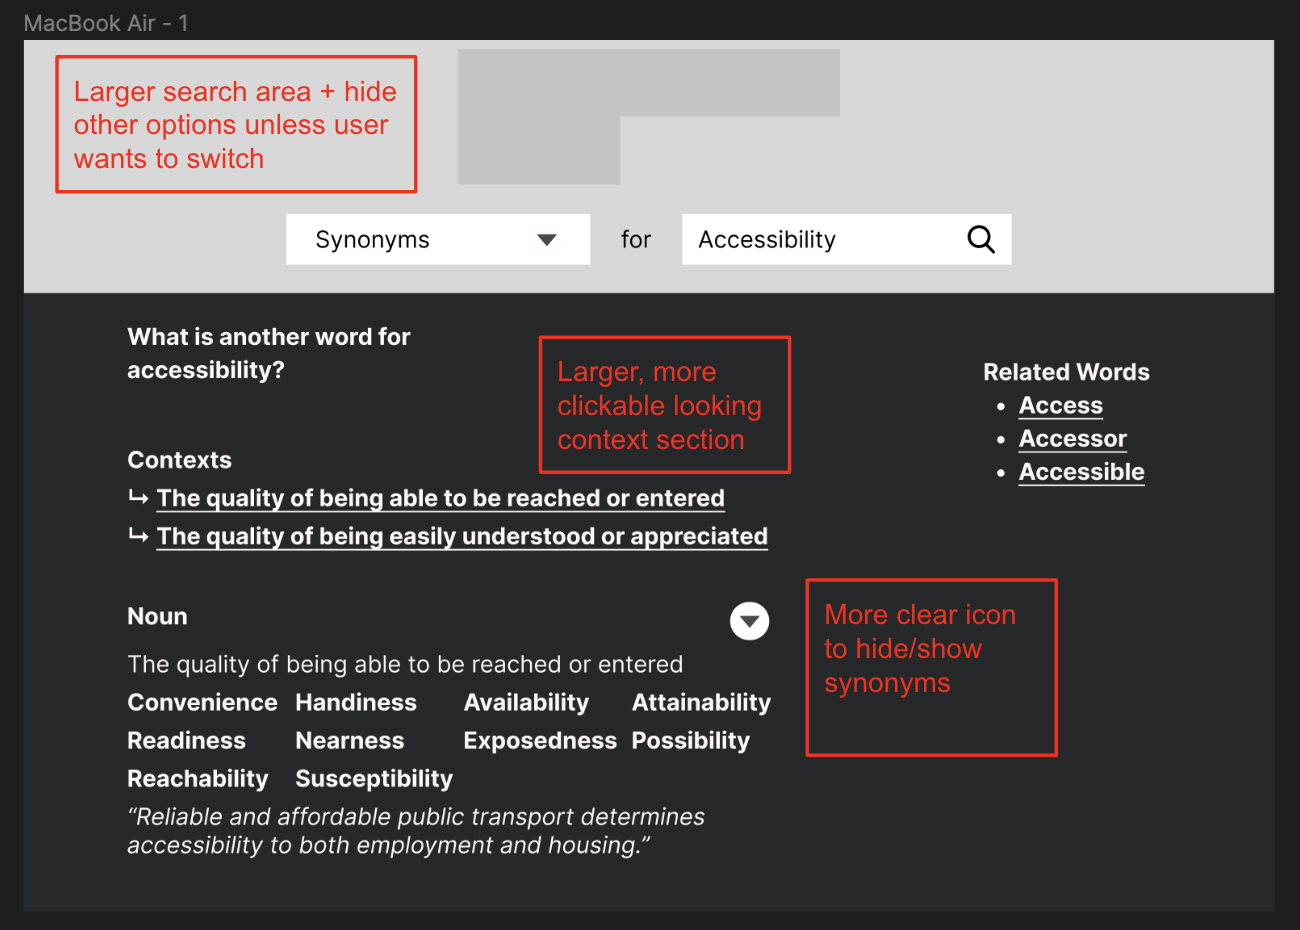 MacBook Air - 1
Larger search area + hide
other options unless user
wants to switch
Synonyms
for
Accessibility
What is another word for
accessibility?
Larger, more
clickable looking
context section
Related Words
• Access
• Accessor
• Accessible
Contexts
↳ The quality of being able to be reached or entered
↳ The quality of being easily understood or appreciated
Noun
More clear icon
to hide/show
synonyms
The quality of being able to be reached or entered
Convenience Handiness Availability Attainability
Readiness Nearness Exposedness Possibility
Reachability Susceptibility
“Reliable and affordable public transport determines
accessibility to both employment and housing.”